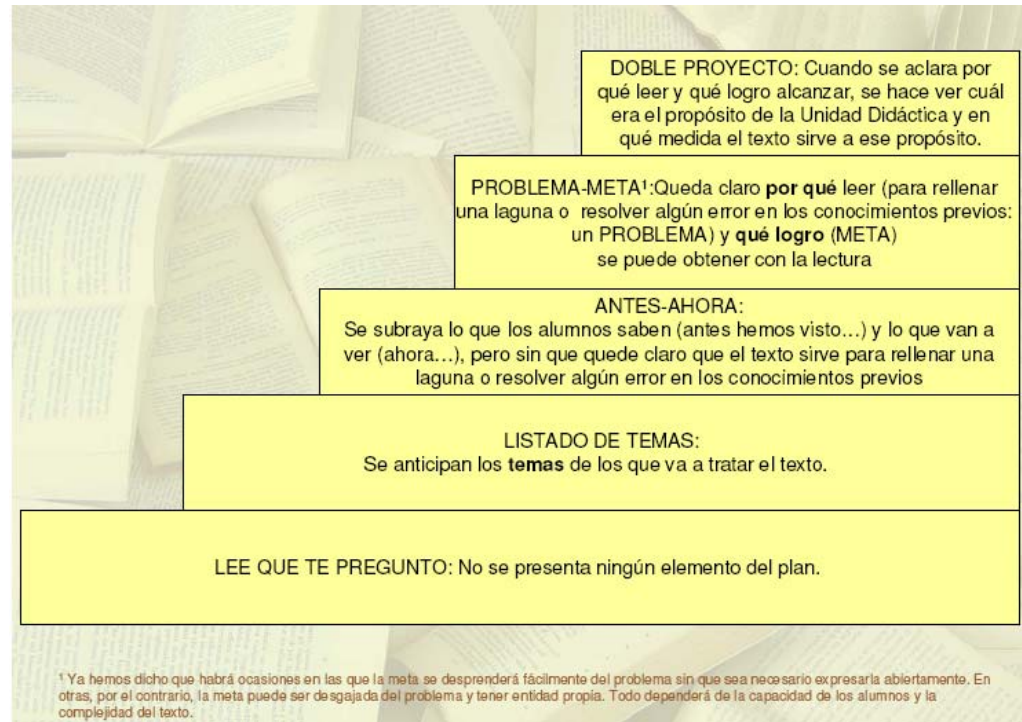 DOBLE PROYECTO: Cuando se aclara por
qué leer y qué logro alcanzar, se hace ver cuál
era el propósito de la Unidad Didáctica y en
qué medida el texto sirve a ese propósito.
PROBLEMA-META¹:Queda claro por qué leer (para rellenar
una laguna o resolver algún error en los conocimientos previos:
un PROBLEMA) y qué logro (META)
se puede obtener con la lectura
ANTES-AHORA:
Se subraya lo que los alumnos saben (antes hemos visto…) y lo que van a
ver (ahora…), pero sin que quede claro que el texto sirve para rellenar una
laguna o resolver algún error en los conocimientos previos
LISTADO DE TEMAS:
Se anticipan los temas de los que va a tratar el texto.
LEE QUE TE PREGUNTO: No se presenta ningún elemento del plan.
¹ Ya hemos dicho que habrá ocasiones en las que la meta se desprenderá fácilmente del problema sin que sea necesario expresarla abiertamente. En
otras, por el contrario, la meta puede ser desgajada del problema y tener entidad propia. Todo dependerá de la capacidad de los alumnos y la
complejidad del texto.